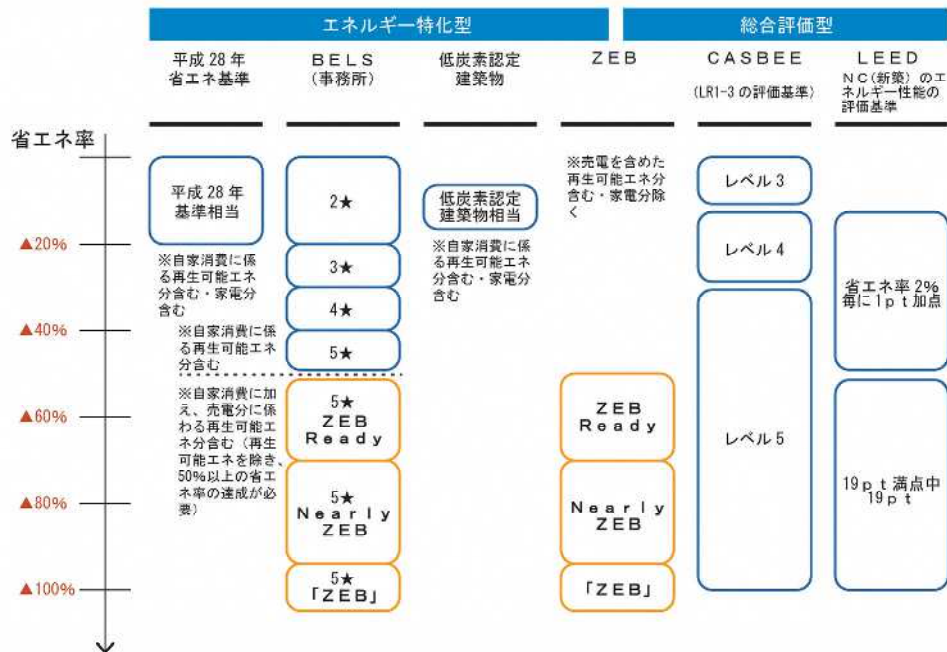 エネルギー特化型
総合評価型
平成28年
省エネ基準
BELS
(事務所)
低炭素認定
建築物
ZEB
CASBEE
(LR1-3の評価基準)
LEED
NC(新築)のエ
ネルギー性能の
評価基準
省エネ率
▲20%
▲40%
▲60%
▲80%
▲100%
平成28年
基準相当
※自家消費に係
る再生可能エネ
分含む・家電分
含む
2★
3★
4★
5★
※自家消費に係
る再生可能エネ
分含む
※自家消費に加
え、売電分に係
わる再生可能エ
ネ分含む(再生
可能エネを除き、
50%以上の省エ
ネ率の達成が必
要)
5★
ZEB
Ready
5★
Nearly
ZEB
5★
「ZEB」
低炭素認定
建築物相当
※自家消費に係
る再生可能エネ
分含む・家電分
含む
※売電を含めた
再生可能エネ分
含む・家電分除
く
ZEB
Ready
Nearly
ZEB
「ZEB」
レベル3
レベル4
レベル5
省エネ率2%
毎に1pt加点
19pt満点中
19pt